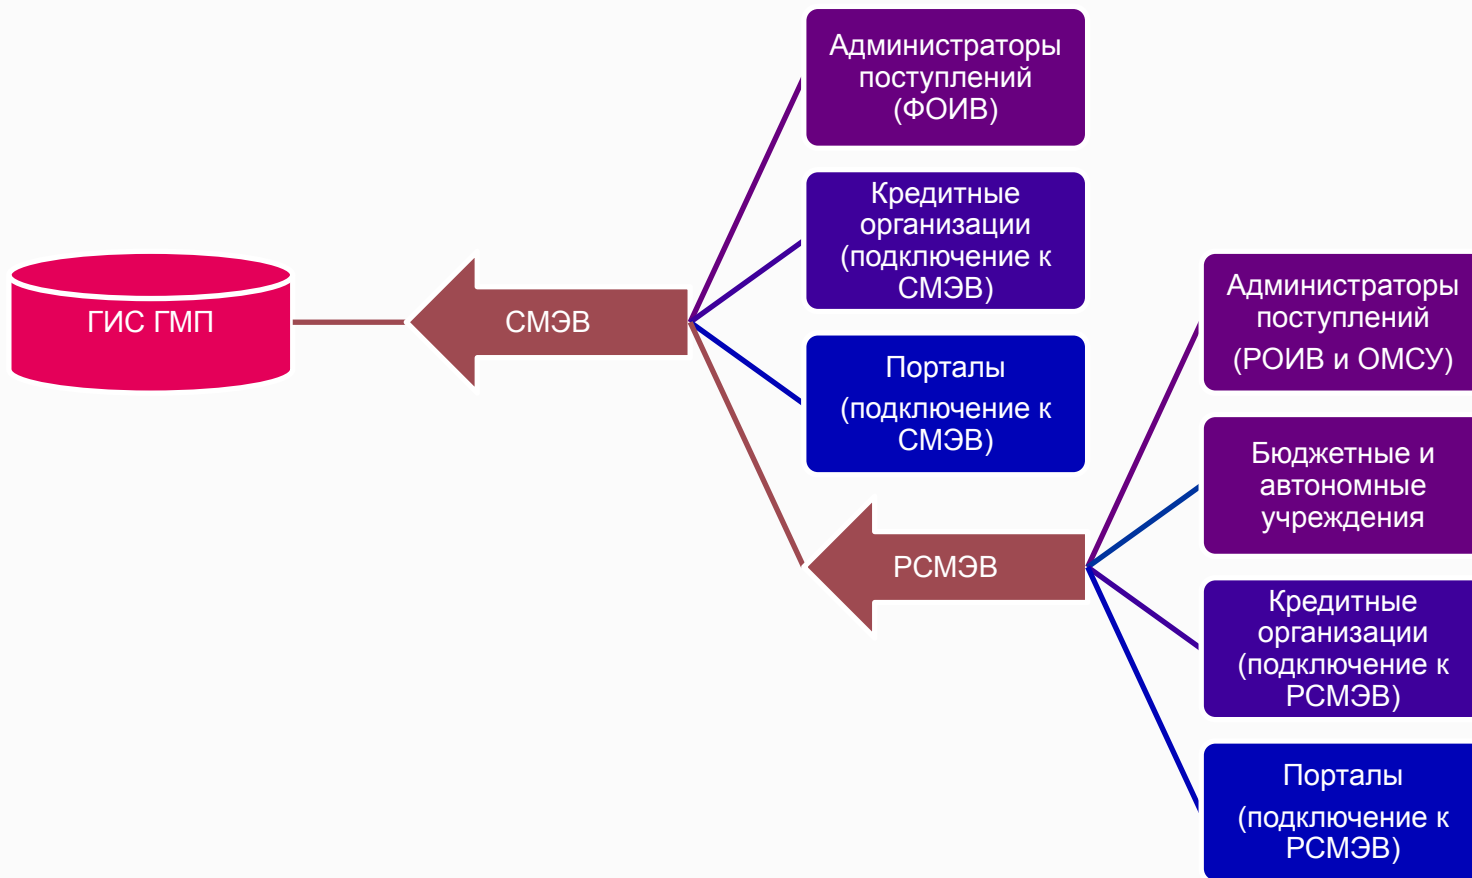 ГИС ГМП
СМЭВ
Администраторы
поступлений
(ФОИВ)
Кредитные
организации
(подключение к
СМЭВ)
Порталы
(подключение к
СМЭВ)
РСМЭВ
Администраторы
поступлений
(РОИВ и ОМСУ)
Бюджетные и
автономные
учреждения
Кредитные
организации
(подключение к
РСМЭВ)
Порталы
(подключение к
РСМЭВ)